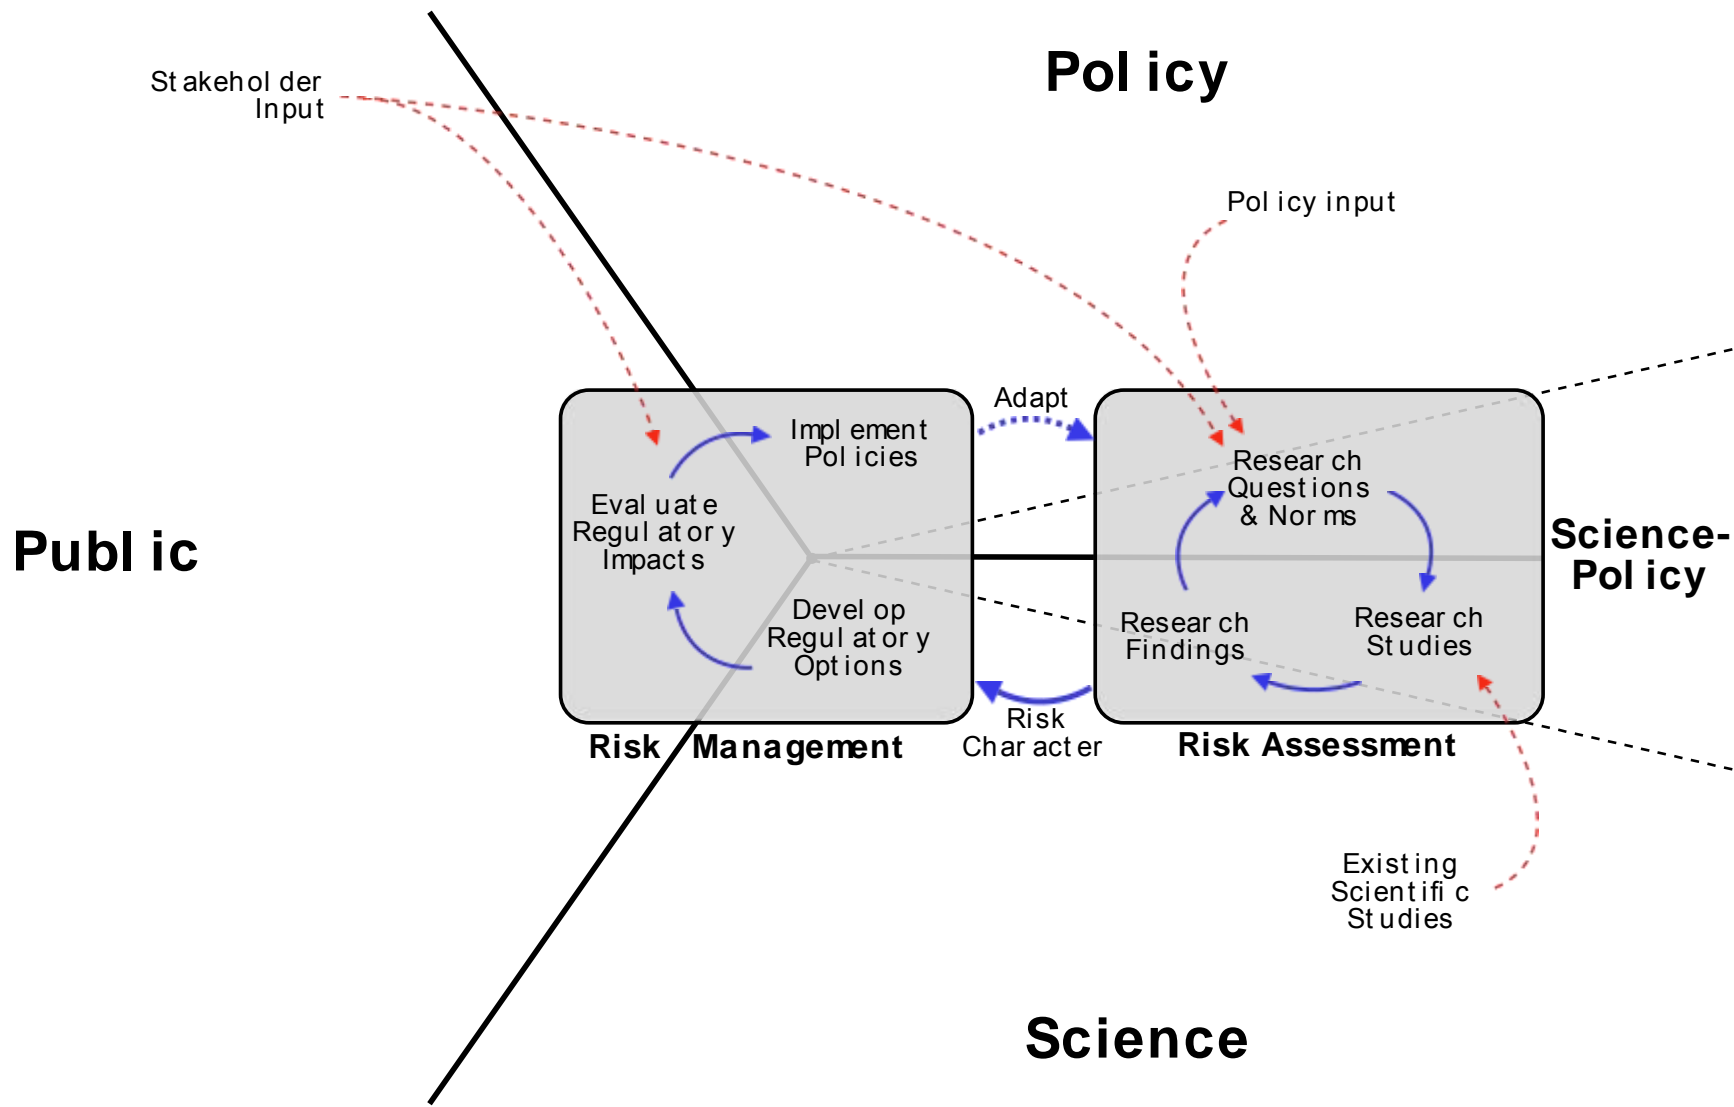 Policy
Stakeholder
Input
Policy input
Adapt
Implement
Policies
Evaluate
Regulatory
Impacts
Develop
Regulatory
Options
Risk Management
Public
Research
Questions
& Norms
Research
Studies
Research
Findings
Risk Assessment
Risk
Character
Science-
Policy
Existing
Scientific
Studies
Science